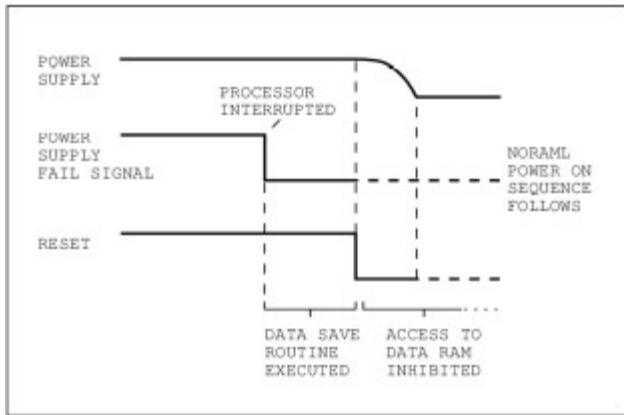 POWER
SUPPLY
PROCESSOR
INTERRUPTED
POWER
SUPPLY
FAIL SIGNAL
NORAML
POWER ON
SEQUENCE
FOLLOWS
RESET
DATA SAVE
ROUTINE
EXECUTED
ACCESS TO
DATA RAM
INHIBITED